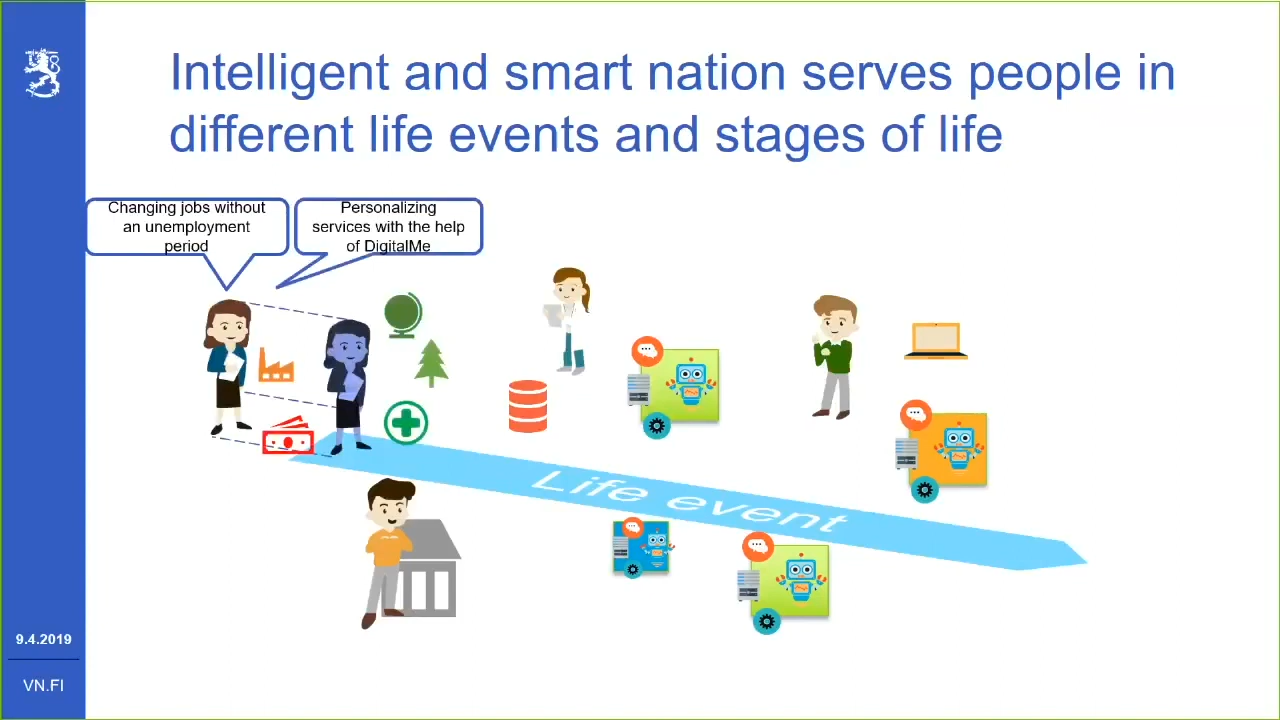 Intelligent and smart nation serves people in
different life events and stages of life
Changing jobs without
an unemployment
period
Personalizing
services with the help
of DigitalMe
Life event
9.4.2019
VN.FI